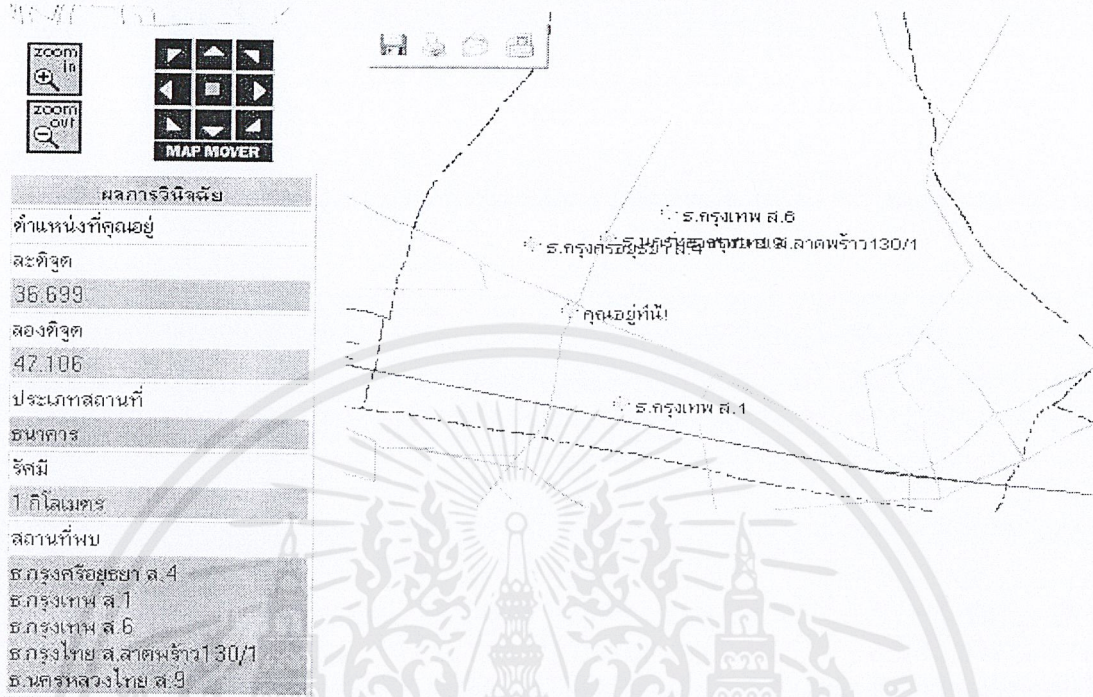 zoom in
zoom out
MAP MOVER
ผลการวินิจฉัย
ตำแหน่งที่คุณอยู่
ละติจูต
36.699
ลองติจูต
47.106
ประเภทสถานที่
ธนาคาร
รัศมี
1 กิโลเมตร
สถานที่พบ
ธ.กรุงศรีอยุธยา ส.4
ธ.กรุงเทพ ส.1
ธ.กรุงเทพ ส.6
ธ.กรุงไทย ส.ลาดพร้าว130/1
ธ.นครหลวงไทย ส.9
ธ.กรุงเทพ ส.6
ธ.กรุงศรีอยุธยา ส.4
ส.ลาดพร้าว130/1
คุณอยู่ที่นี่!
ธ.กรุงเทพ ส.1